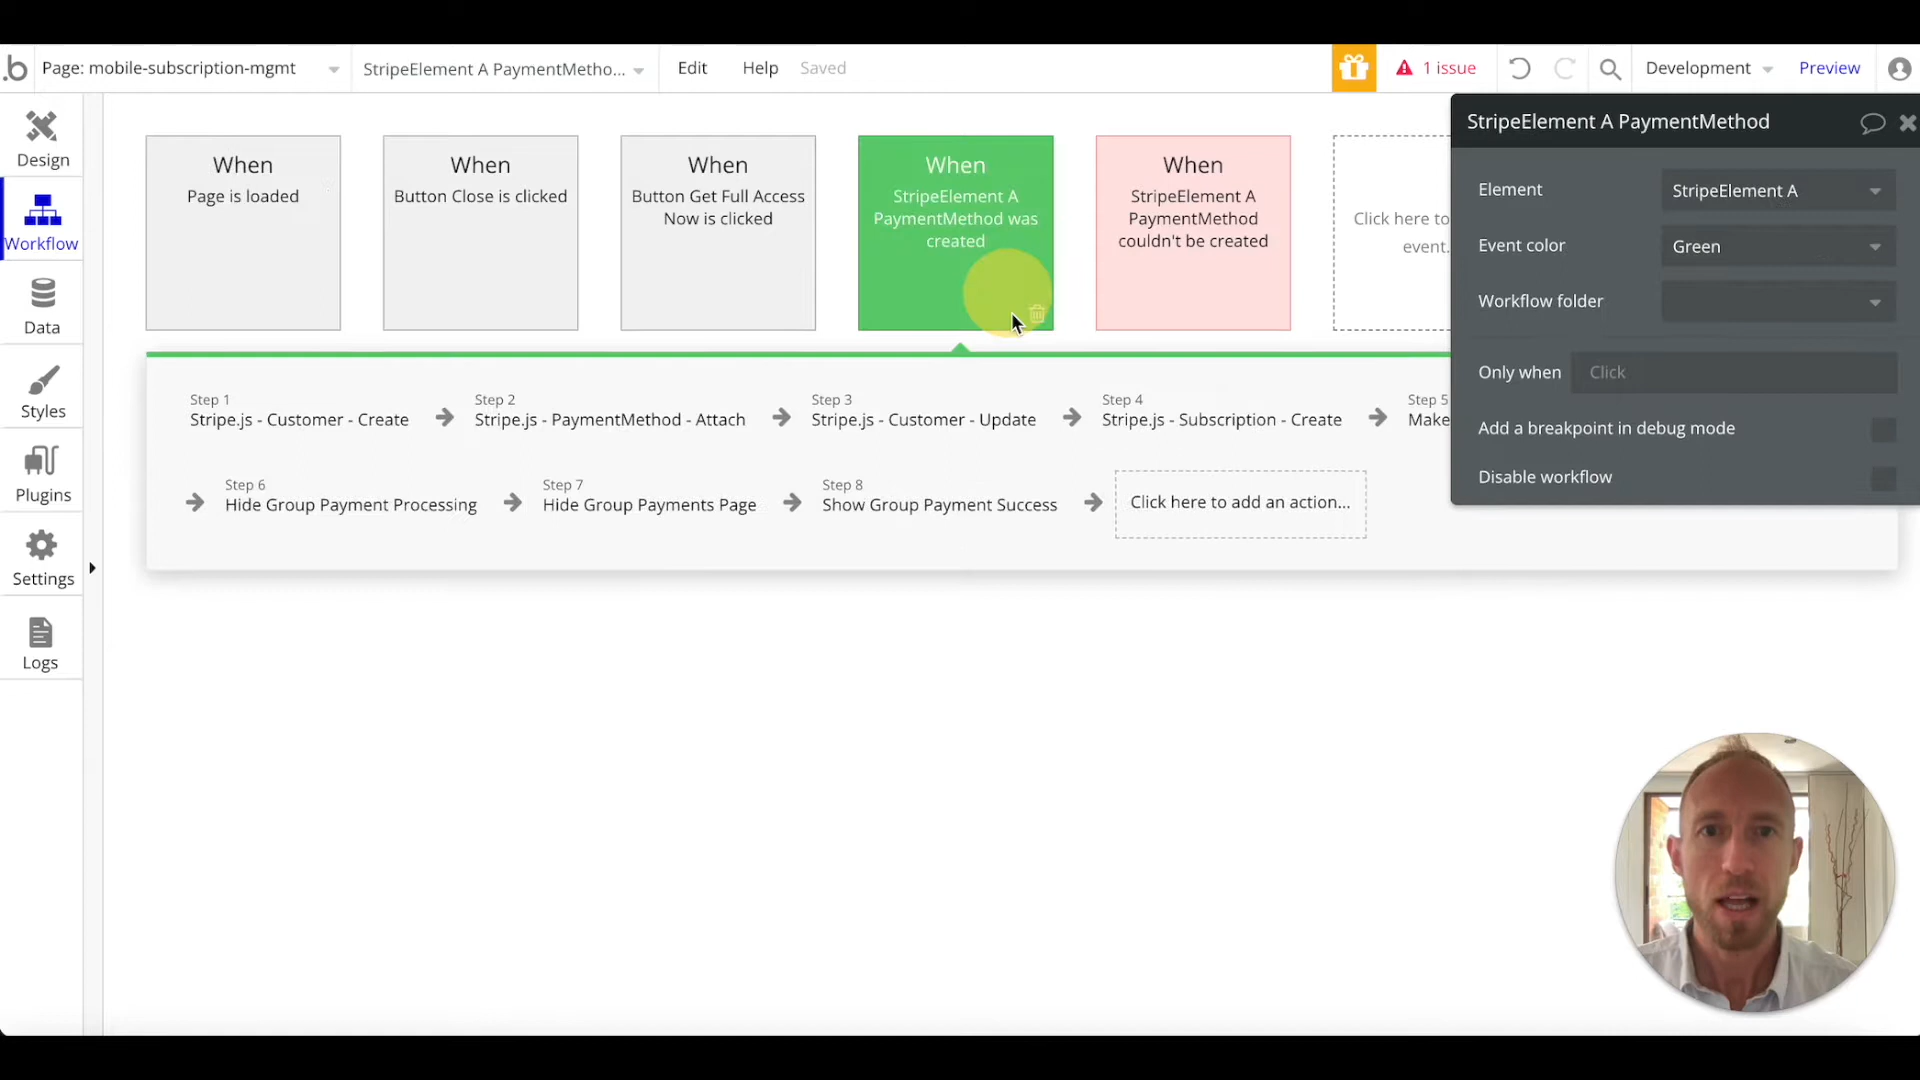 .b
Page: mobile-subscription-mgmt
StripeElement A PaymentMetho...
Edit
Help
Saved
1 issue
Development
Preview
Design
Workflow
Data
Styles
Plugins
Settings
Logs
When
Page is loaded
When
Button Close is clicked
When
Button Get Full Access
Now is clicked
When
StripeElement A
PaymentMethod was
created
When
StripeElement A
PaymentMethod
couldn't be created
Click here to
event.
Step 1
Stripe.js - Customer - Create
Step 2
Stripe.js - PaymentMethod - Attach
Step 3
Stripe.js - Customer - Update
Step 4
Stripe.js - Subscription - Create
Step 5
Make
Step 6
Hide Group Payment Processing
Step 7
Hide Group Payments Page
Step 8
Show Group Payment Success
Click here to add an action...
StripeElement A PaymentMethod
Element
StripeElement A
Event color
Green
Workflow folder
Only when
Click
Add a breakpoint in debug mode
Disable workflow